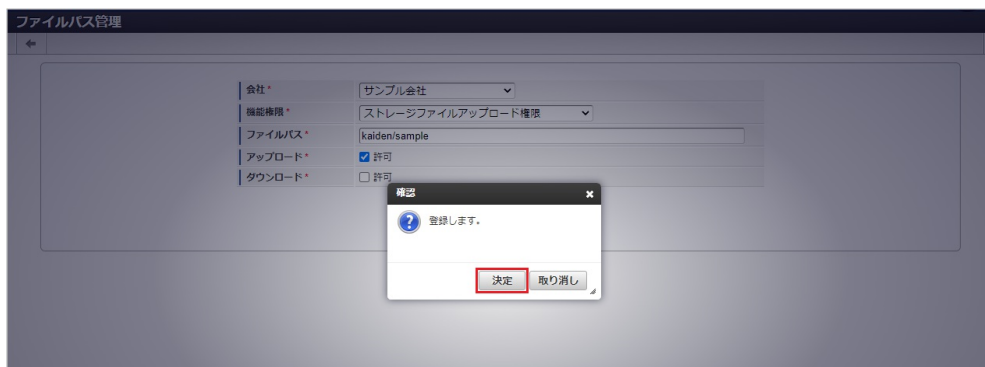 ファイルパス管理
会社* サンプル会社
機能権限* ストレージファイルアップロード権限
ファイルパス* kaiden/sample
アップロード* 許可
ダウンロード* 許可
確認
登録します。
決定 取り消し